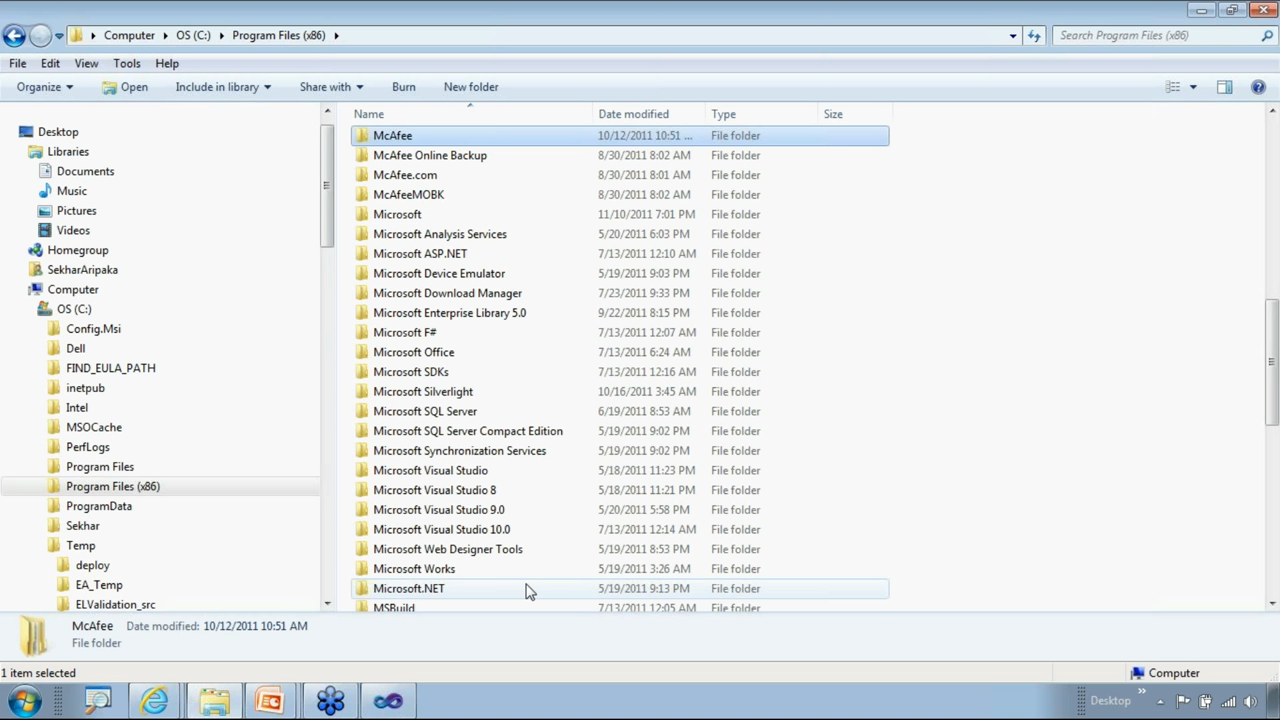 Computer OS (C:) Program Files (x86) Search Program Files (x86)
File Edit View Tools Help
Organize Open Include in library Share with Burn New folder
Name Date modified Type Size
Desktop
Libraries
Documents
Music
Pictures
Videos
Homegroup
SekharAripaka
Computer
OS (C:)
Config.Msi
Dell
FIND_EULA_PATH
inetpub
Intel
MSOCache
PerfLogs
Program Files
Program Files (x86)
ProgramData
Sekhar
Temp
deploy
EA_Temp
ELValidation_src
McAfee 10/12/2011 10:51 ... File folder
McAfee Online Backup 8/30/2011 8:02 AM File folder
McAfee.com 8/30/2011 8:01 AM File folder
McAfeeMOBK 8/30/2011 8:02 AM File folder
Microsoft 11/10/2011 7:01 PM File folder
Microsoft Analysis Services 5/20/2011 6:03 PM File folder
Microsoft ASP.NET 7/13/2011 12:10 AM File folder
Microsoft Device Emulator 5/19/2011 9:03 PM File folder
Microsoft Download Manager 7/23/2011 9:33 PM File folder
Microsoft Enterprise Library 5.0 9/22/2011 8:15 PM File folder
Microsoft F# 7/13/2011 12:07 AM File folder
Microsoft Office 7/13/2011 6:24 AM File folder
Microsoft SDKs 7/13/2011 12:16 AM File folder
Microsoft Silverlight 10/16/2011 3:45 AM File folder
Microsoft SQL Server 6/19/2011 8:53 AM File folder
Microsoft SQL Server Compact Edition 5/19/2011 9:02 PM File folder
Microsoft Synchronization Services 5/19/2011 9:02 PM File folder
Microsoft Visual Studio 5/18/2011 11:23 PM File folder
Microsoft Visual Studio 8 5/18/2011 11:21 PM File folder
Microsoft Visual Studio 9.0 5/20/2011 5:58 PM File folder
Microsoft Visual Studio 10.0 7/13/2011 12:14 AM File folder
Microsoft Web Designer Tools 5/19/2011 8:53 PM File folder
Microsoft Works 5/19/2011 3:26 AM File folder
Microsoft.NET 5/19/2011 9:13 PM File folder
MSBuild 7/13/2011 12:05 AM File folder
McAfee Date modified: 10/12/2011 10:51 AM
File folder
1 item selected Computer
Desktop